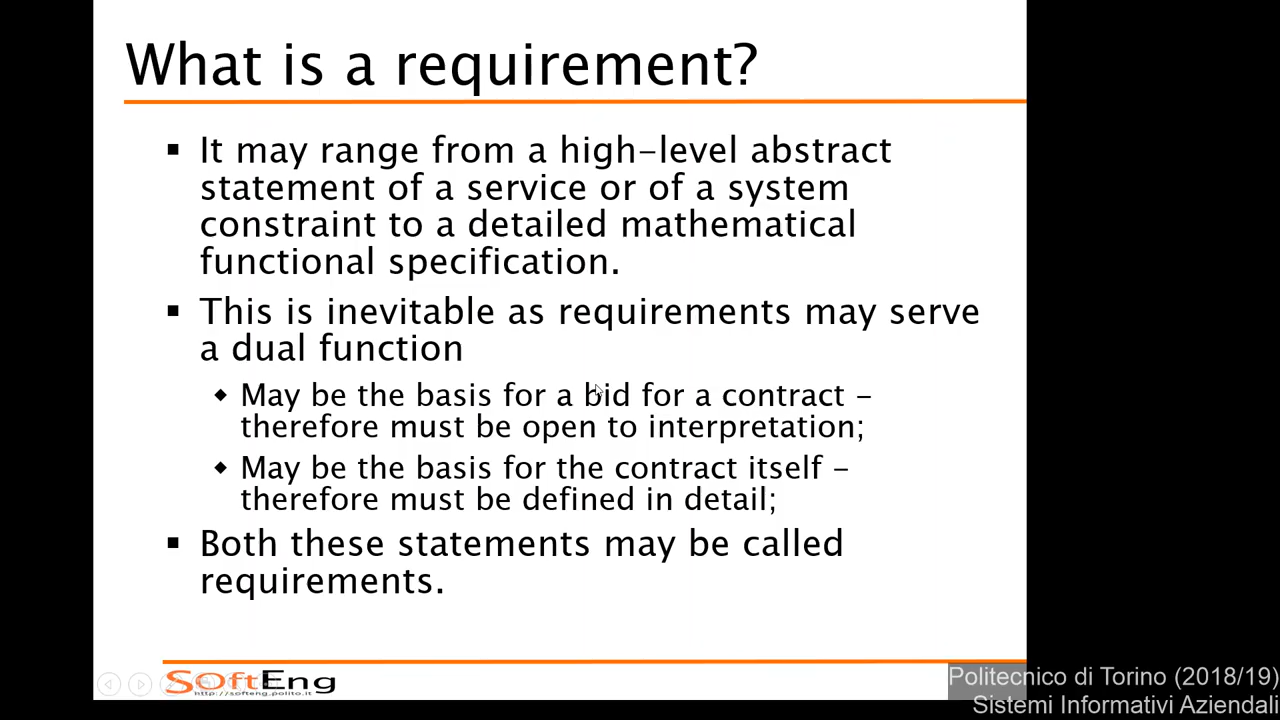 What is a requirement?
It may range from a high-level abstract
statement of a service or of a system
constraint to a detailed mathematical
functional specification.
This is inevitable as requirements may serve
a dual function
May be the basis for a bid for a contract –
therefore must be open to interpretation;
May be the basis for the contract itself –
therefore must be defined in detail;
Both these statements may be called
requirements.
SoftEng
http://softeng.polito.it
Politecnico di Torino (2018/19)
Sistemi Informativi Aziendali